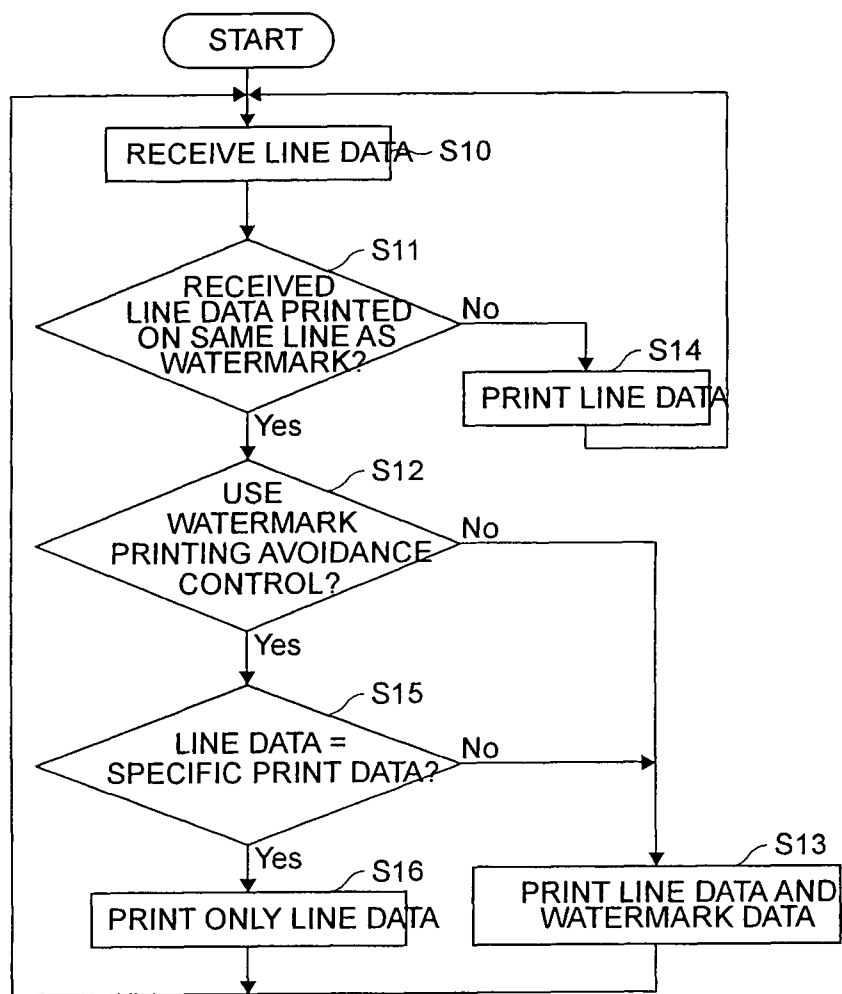 START
RECEIVE LINE DATA
S10
S11
RECEIVED
LINE DATA PRINTED
ON SAME LINE AS
WATERMARK?
No
S14
PRINT LINE DATA
Yes
S12
USE
WATERMARK
PRINTING AVOIDANCE
CONTROL?
No
Yes
S15
LINE DATA =
SPECIFIC PRINT DATA?
No
Yes
S16
PRINT ONLY LINE DATA
S13
PRINT LINE DATA AND
WATERMARK DATA